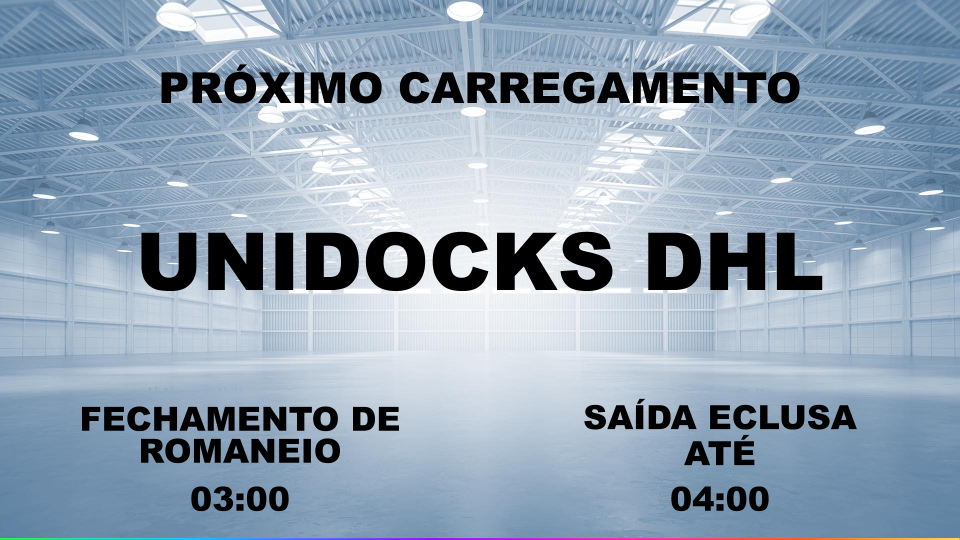 PRÓXIMO CARREGAMENTO
UNIDOCKS DHL
FECHAMENTO DE
ROMANEIO
03:00
SAÍDA ECLUSA
ATÉ
04:00